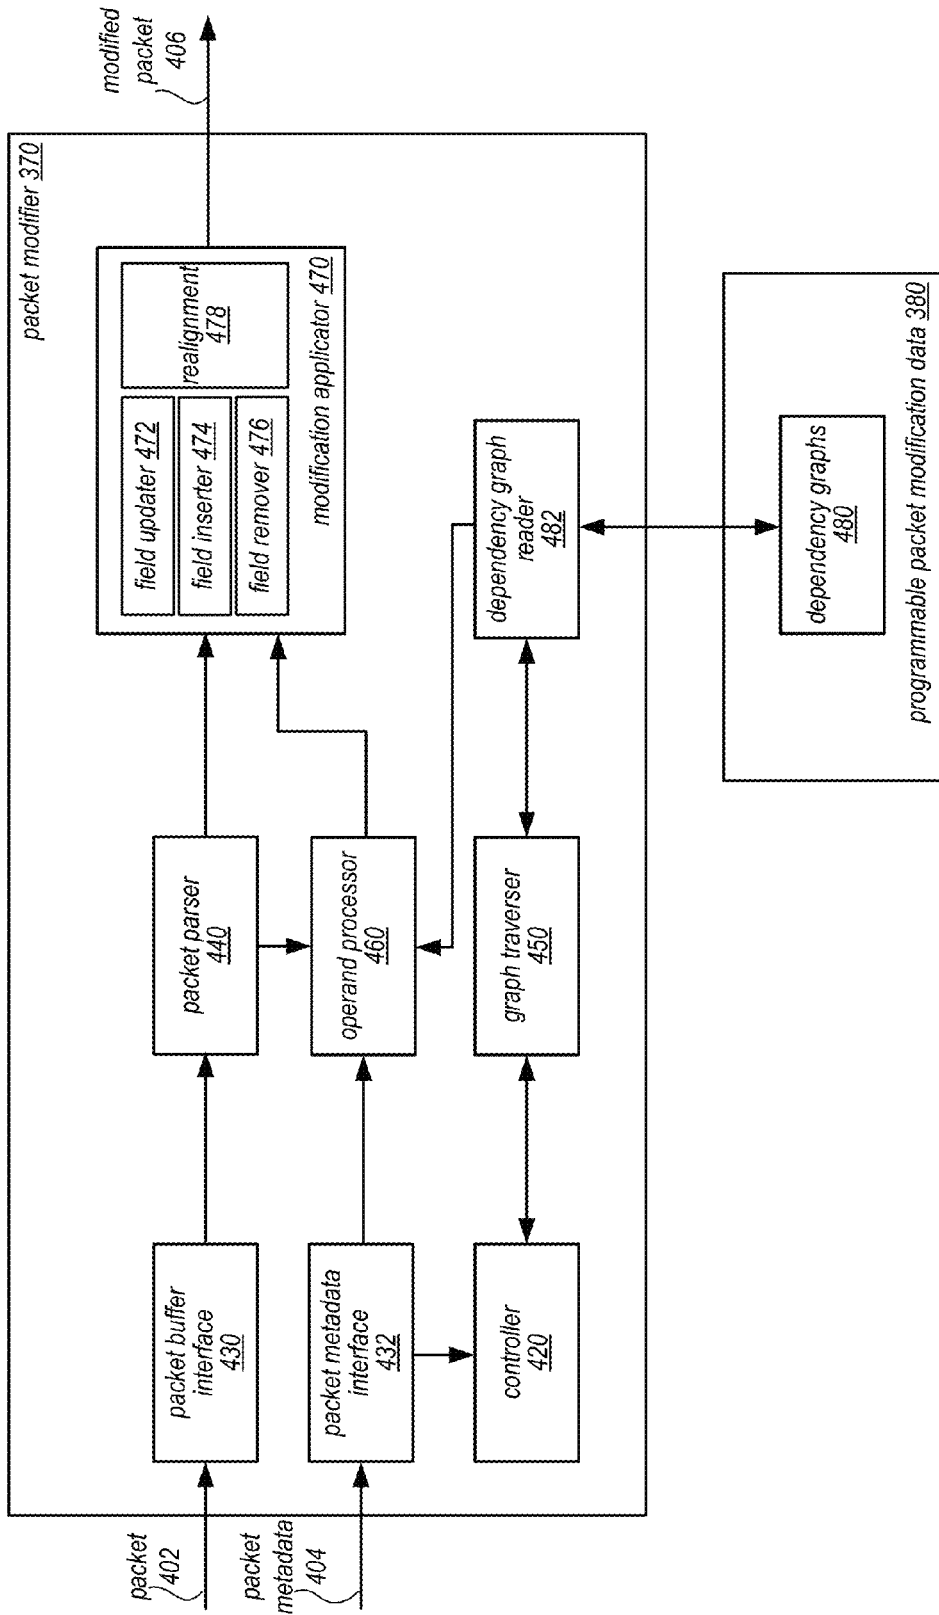 packet modifier 370
packet
402
packet buffer
interface
430
packet parser
440
field updater 472
field inserter 474
field remover 476
realignment
478
modification applicator 470
modified
packet
406
packet
metadata
404
packet metadata
interface
432
operand processor
460
controller
420
graph traverser
450
dependency graph
reader
482
dependency graphs
480
programmable packet modification data 380